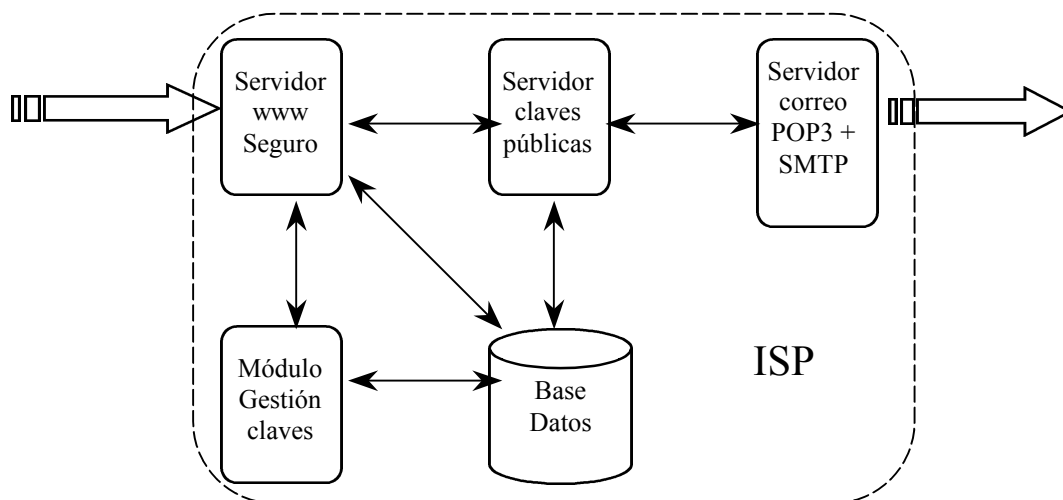 Servidor
www
Seguro
Servidor
claves
públicas
Servidor
correo
POP3 +
SMTP
Módulo
Gestión
claves
Base
Datos
ISP